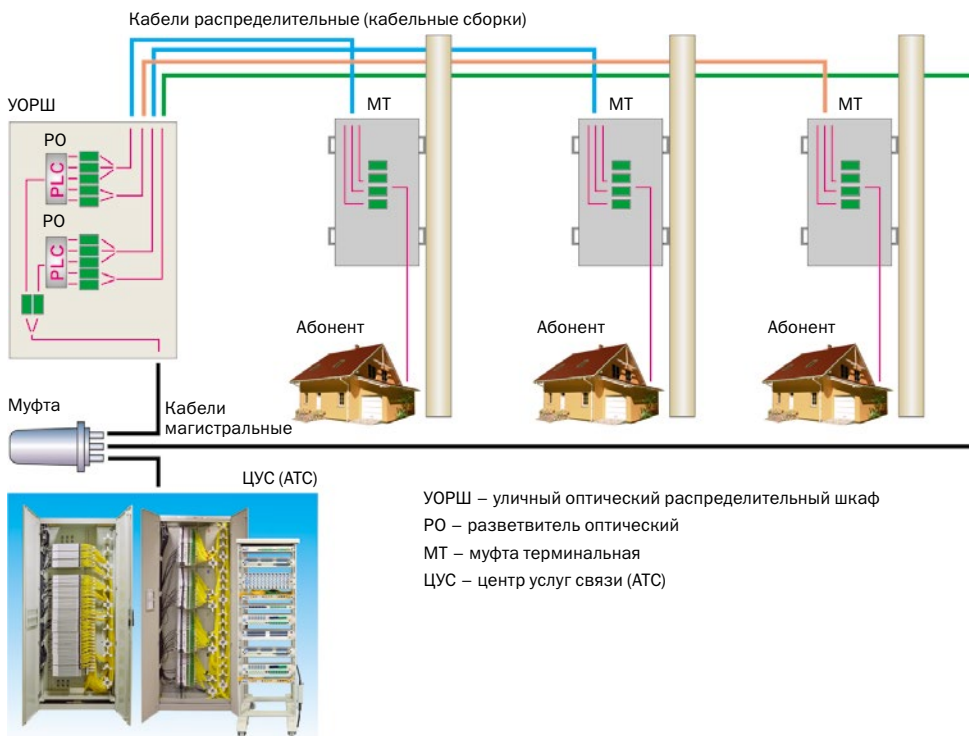 Кабели распределительные (кабельные сборки)
УОРШ
МТ
МТ
МТ
РО
PLC
РО
PLC
Абонент
Абонент
Абонент
Муфта
Кабели
магистральные
ЦУС (АТС)
УОРШ – уличный оптический распределительный шкаф
РО – разветвитель оптический
МТ – муфта терминальная
ЦУС – центр услуг связи (АТС)